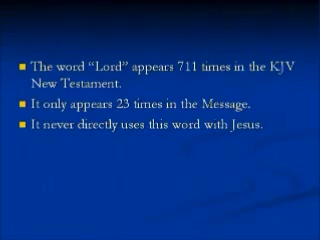 The word “Lord” appears 711 times in the KJV
New Testament.
It only appears 23 times in the Message.
It never directly uses this word with Jesus.